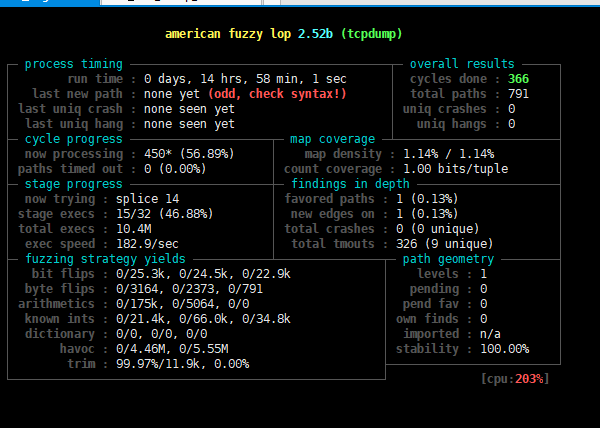 american fuzzy lop 2.52b (tcpdump)
process timing
run time : 0 days, 14 hrs, 58 min, 1 sec
last new path : none yet (odd, check syntax!)
last uniq crash : none seen yet
last uniq hang : none seen yet
overall results
cycles done : 366
total paths : 791
uniq crashes : 0
uniq hangs : 0
cycle progress
now processing : 450* (56.89%)
paths timed out : 0 (0.00%)
map coverage
map density : 1.14% / 1.14%
count coverage : 1.00 bits/tuple
stage progress
now trying : splice 14
stage execs : 15/32 (46.88%)
total execs : 10.4M
exec speed : 182.9/sec
findings in depth
favored paths : 1 (0.13%)
new edges on : 1 (0.13%)
total crashes : 0 (0 unique)
total tmouts : 326 (9 unique)
fuzzing strategy yields
bit flips : 0/25.3k, 0/24.5k, 0/22.9k
byte flips : 0/3164, 0/2373, 0/791
arithmetics : 0/175k, 0/5064, 0/0
known ints : 0/21.4k, 0/66.0k, 0/34.8k
dictionary : 0/0, 0/0, 0/0
havoc : 0/4.46M, 0/5.55M
trim : 99.97%/11.9k, 0.00%
path geometry
levels : 1
pending : 0
pend fav : 0
own finds : 0
imported : n/a
stability : 100.00%
[cpu:203%]